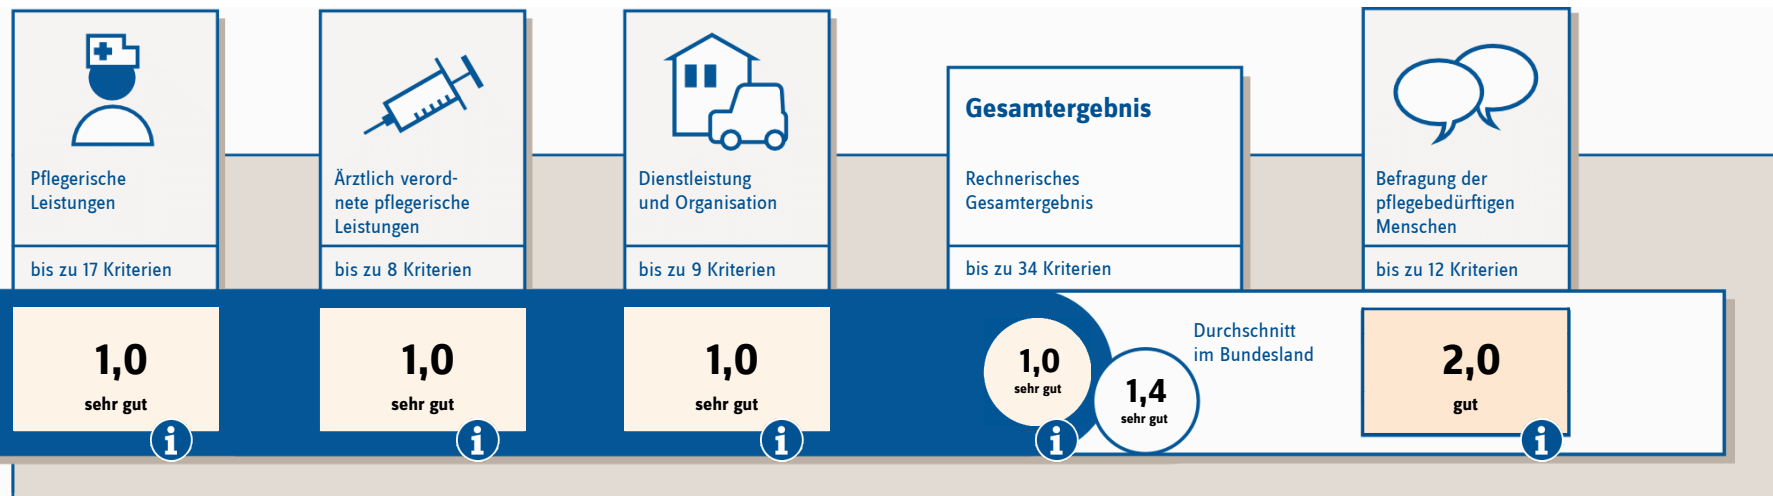 Pflegerische
Leistungen
bis zu 17 Kriterien
1,0
sehr gut
i
Ärztlich verord-
nete pflegerische
Leistungen
bis zu 8 Kriterien
1,0
sehr gut
i
Dienstleistung
und Organisation
bis zu 9 Kriterien
1,0
sehr gut
i
Gesamtergebnis
Rechnerisches
Gesamtergebnis
bis zu 34 Kriterien
1,0
sehr gut
i
1,4
sehr gut
Durchschnitt
im Bundesland
Befragung der
pflegebedürftigen
Menschen
bis zu 12 Kriterien
2,0
gut
i